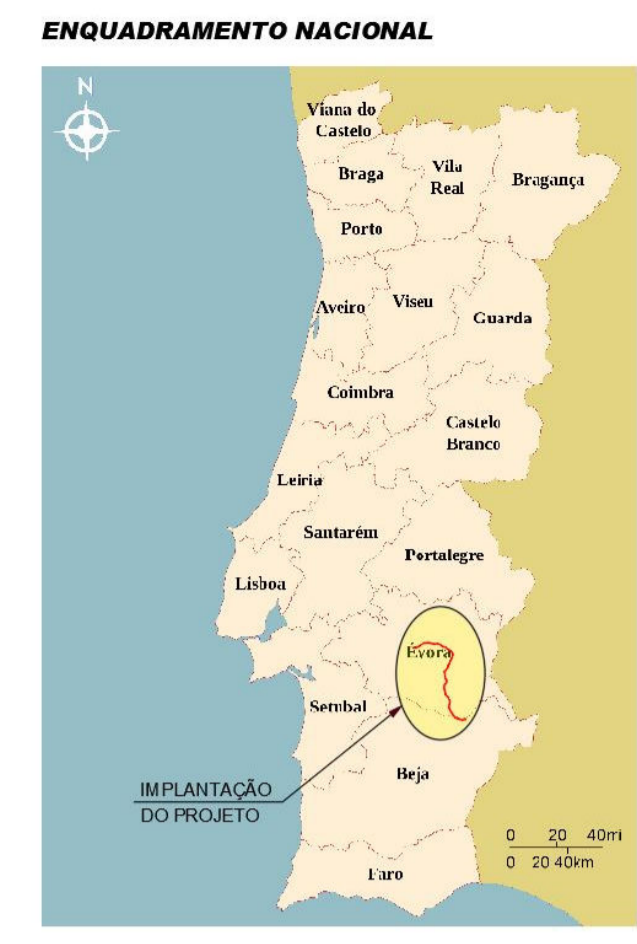 ENQUADRAMENTO NACIONAL
N
Viana do
Castelo
Braga
Vila
Real
Bragança
Porto
Aveiro
Viseu
Guarda
Coimbra
Castelo
Branco
Leiria
Santarém
Portalegre
Lisboa
Évora
Setubal
Beja
IMPLANTAÇÃO
DO PROJETO
0 20 40mi
0 20 40km
Faro